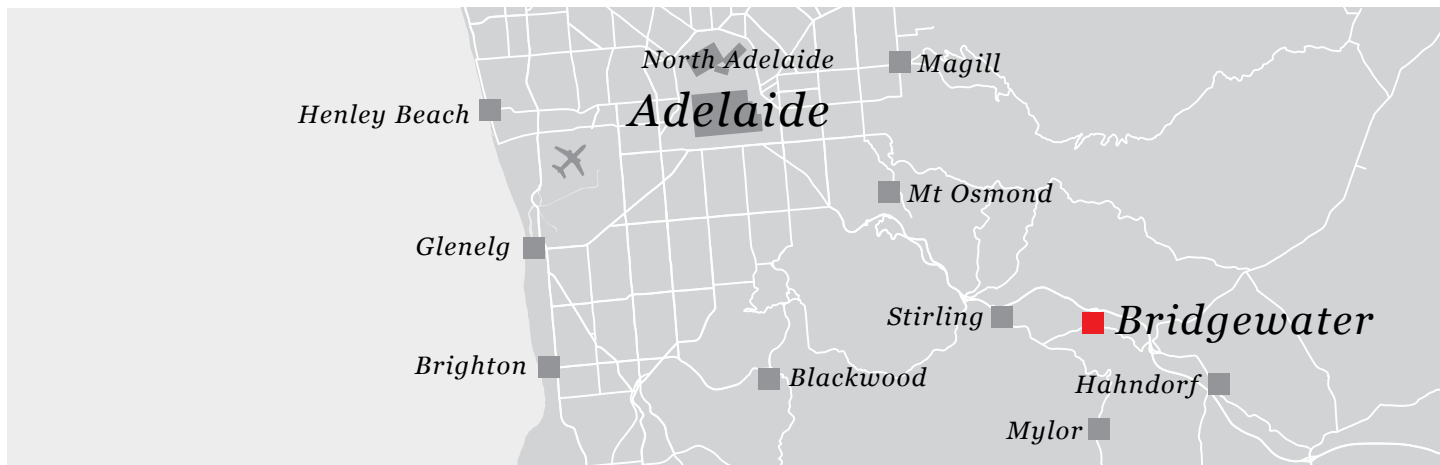 North Adelaide
Magill
Henley Beach
Adelaide
Mt Osmond
Glenelg
Stirling
Bridgewater
Brighton
Blackwood
Hahndorf
Mylor